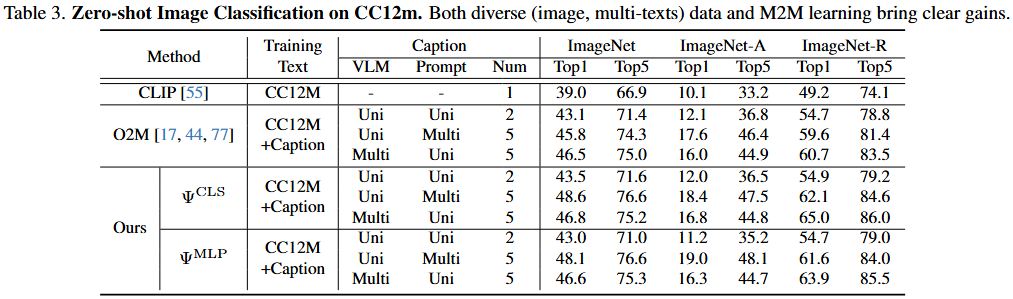 Table 3. Zero-shot Image Classification on CC12m. Both diverse (image, multi-texts) data and M2M learning bring clear gains.
Method Training Text Caption ImageNet ImageNet-A ImageNet-R
VLM Prompt Num Top1 Top5 Top1 Top5 Top1 Top5
CLIP [55] CC12M - - 1 39.0 66.9 10.1 33.2 49.2 74.1
O2M [17, 44, 77] CC12M +Caption Uni Uni 2 43.1 71.4 12.1 36.8 54.7 78.8
Uni Multi 5 45.8 74.3 17.6 46.4 59.6 81.4
Multi Uni 5 46.5 75.0 16.0 44.9 60.7 83.5
Ours Ψ^CLS CC12M +Caption Uni Uni 2 43.5 71.6 12.0 36.5 54.9 79.2
Uni Multi 5 48.6 76.6 18.4 47.5 62.1 84.6
Multi Uni 5 46.8 75.2 16.8 44.8 65.0 86.0
Ψ^MLP CC12M +Caption Uni Uni 2 43.0 71.0 11.2 35.2 54.7 79.0
Uni Multi 5 48.1 76.6 19.0 48.1 61.6 84.0
Multi Uni 5 46.6 75.3 16.3 44.7 63.9 85.5